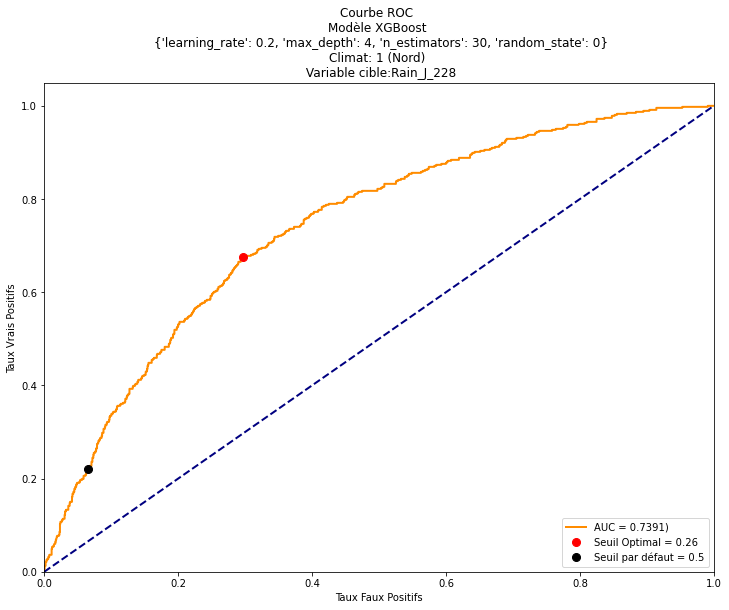 Courbe ROC
Modèle XGBoost
{'learning_rate': 0.2, 'max_depth': 4, 'n_estimators': 30, 'random_state': 0}
Climat: 1 (Nord)
Variable cible:Rain_J_228
Taux Vrais Positifs
1.0
0.8
0.6
0.4
0.2
0.0
0.0 0.2 0.4 0.6 0.8 1.0
Taux Faux Positifs
AUC = 0.7391)
Seuil Optimal = 0.26
Seuil par défaut = 0.5